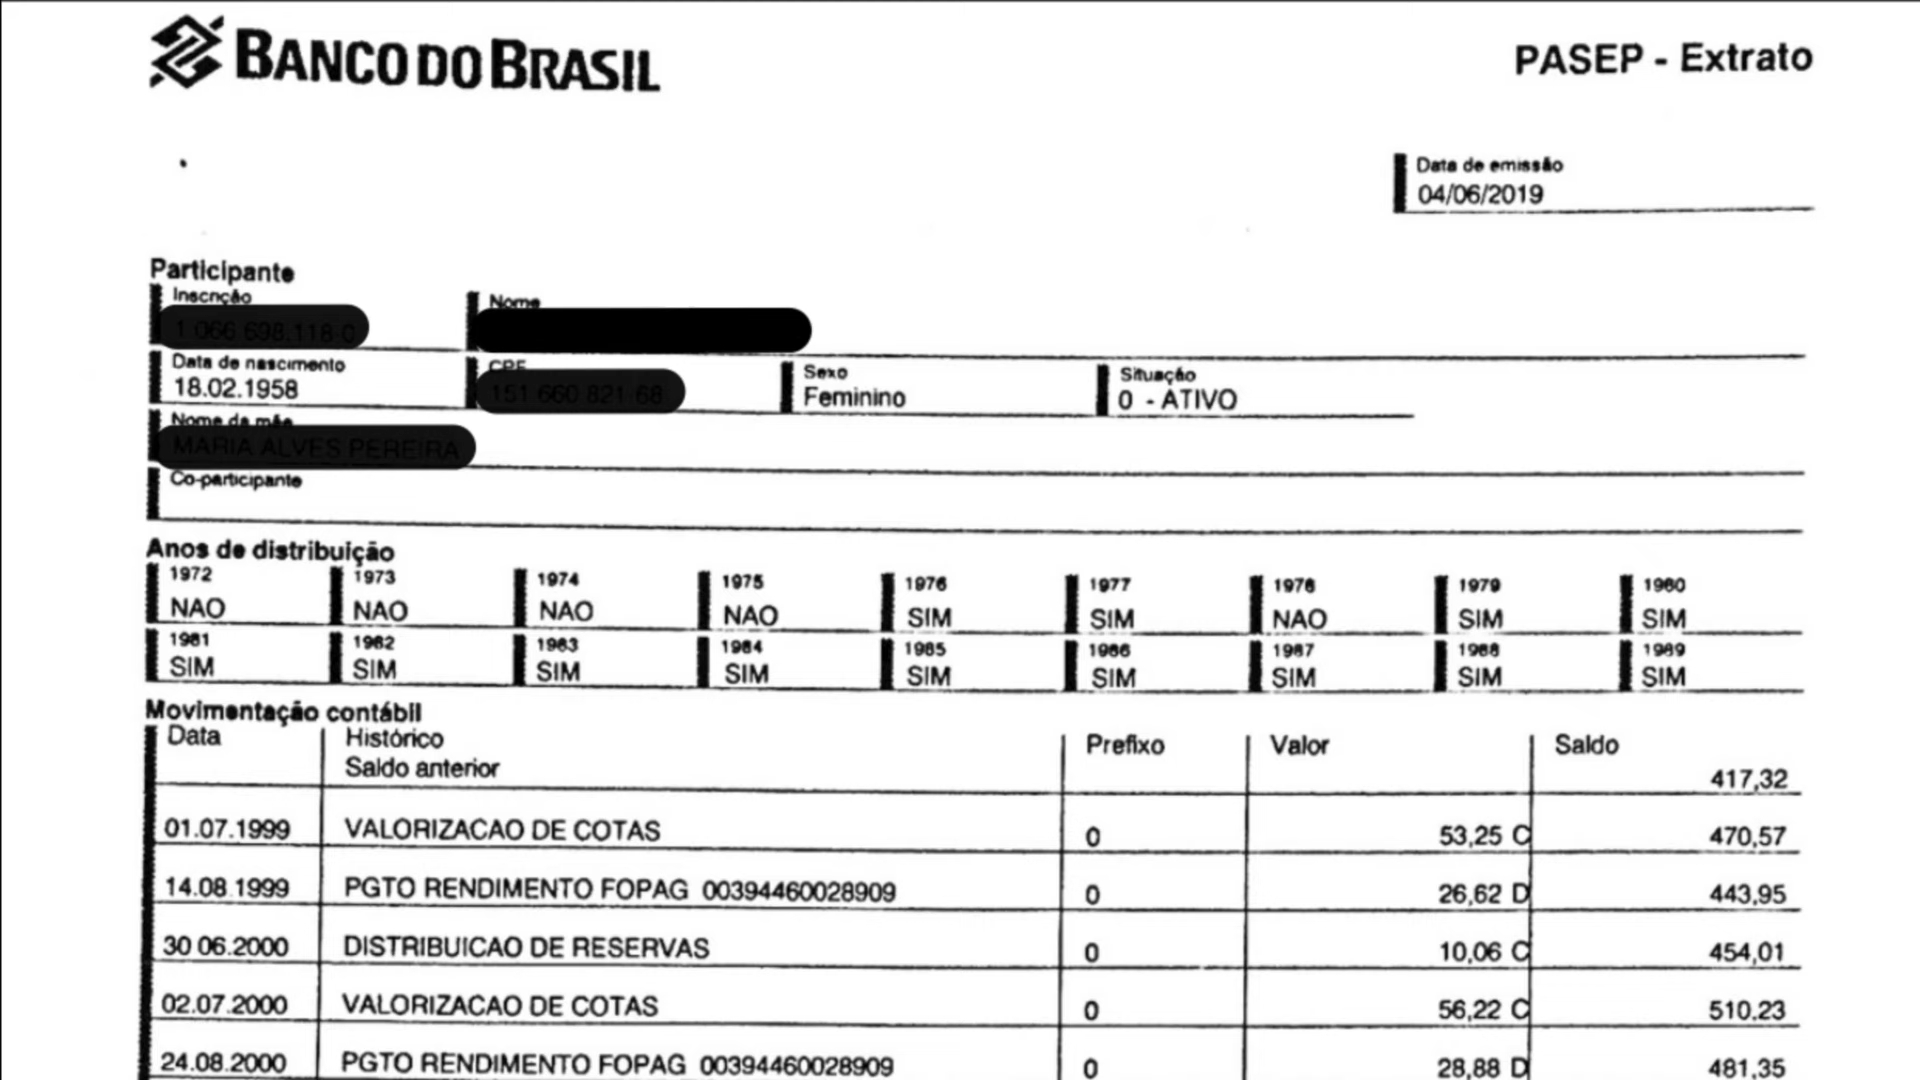 BANCO DO BRASIL
PASEP - Extrato
Data de emissão
04/06/2019
Participante
Inscrição Nome
Data de nascimento CPF Sexo Situação
18.02.1958 Feminino 0 - ATIVO
Nome da mãe
Co-participante
Anos de distribuição
1972 1973 1974 1975 1976 1977 1978 1979 1980
NAO NAO NAO NAO SIM SIM NAO SIM SIM
1981 1982 1983 1984 1985 1986 1987 1988 1989
SIM SIM SIM SIM SIM SIM SIM SIM SIM
Movimentação contábil
Data Histórico Prefixo Valor Saldo
Saldo anterior 417,32
01.07.1999 VALORIZACAO DE COTAS 0 53,25 C 470,57
14.08.1999 PGTO RENDIMENTO FOPAG 00394460028909 0 26,62 D 443,95
30 06.2000 DISTRIBUICAO DE RESERVAS 0 10,06 C 454,01
02.07.2000 VALORIZACAO DE COTAS 0 56,22 C 510,23
24.08.2000 PGTO RENDIMENTO FOPAG 00394460028909 0 28,88 D 481,35